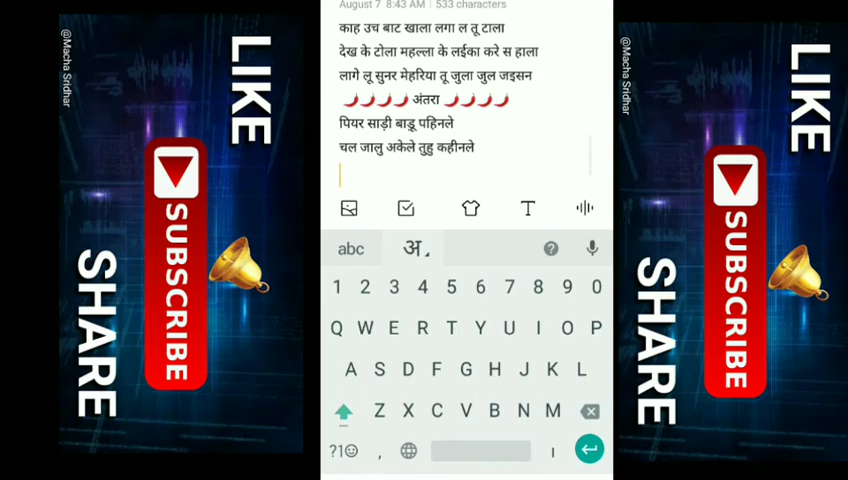 @Macha Sridhar
LIKE
SUBSCRIBE
SHARE
August 7 8:43 AM | 533 characters
काह उच बाट खाला लगा ल तू टाला
देख के टोला महल्ला के लईका करे स हाला
लागे लू सुनर मेहरिया तू जुला जुल जइसन
🌶️🌶️🌶️🌶️ अंतरा 🌶️🌶️🌶️🌶️
पियर साड़ी बाडू पहिनले
चल जालु अकेले तुहु कहीनले
T
abc अ ?
1 2 3 4 5 6 7 8 9 0
Q W E R T Y U I O P
A S D F G H J K L
Z X C V B N M
?1☺ , ।
@Macha Sridhar
LIKE
SUBSCRIBE
SHARE